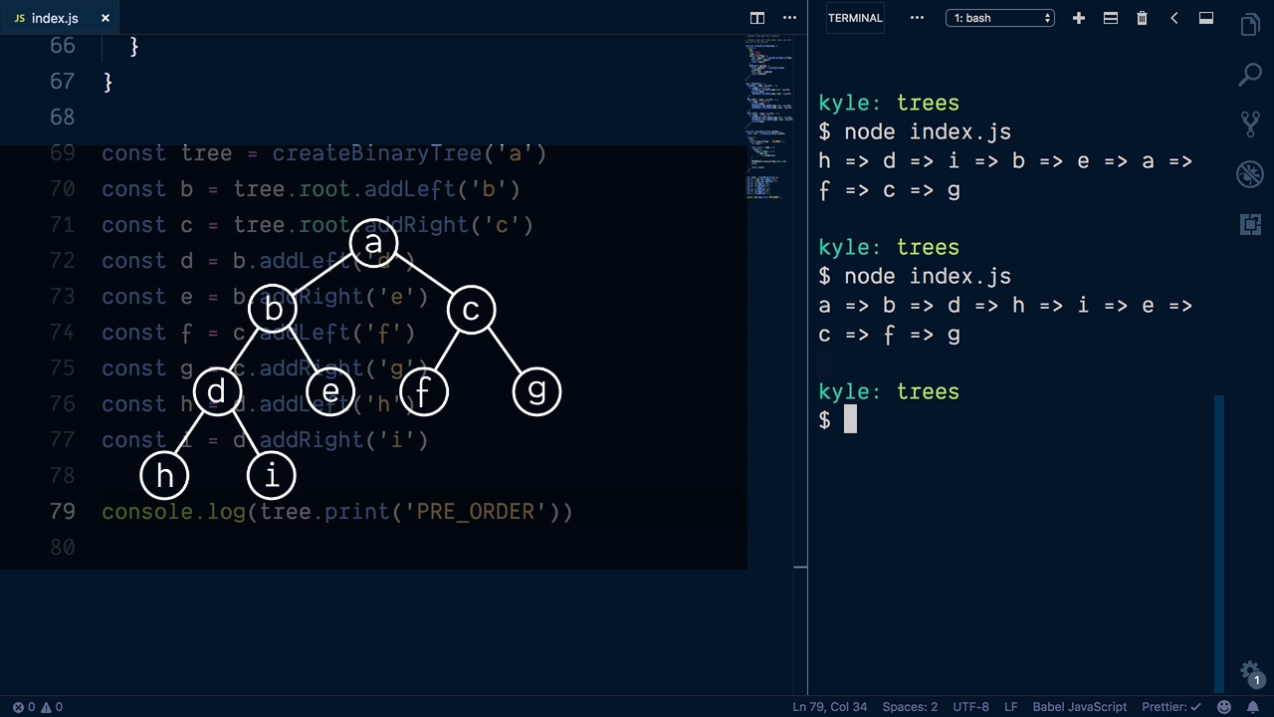 JS index.js ×
66 }
67 }
68
69 const tree = createBinaryTree('a')
70 const b = tree.root.addLeft('b')
71 const c = tree.root.addRight('c')
72 const d = b.addLeft('d')
73 const e = b.addRight('e')
74 const f = c.addLeft('f')
75 const g = c.addRight('g')
76 const h = d.addLeft('h')
77 const i = d.addRight('i')
78
79 console.log(tree.print('PRE_ORDER'))
80
a
b c
d e f g
h i
TERMINAL ··· 1: bash
kyle: trees
$ node index.js
h => d => i => b => e => a =>
f => c => g
kyle: trees
$ node index.js
a => b => d => h => i => e =>
c => f => g
kyle: trees
$
1
0 0 Ln 79, Col 34 Spaces: 2 UTF-8 LF Babel JavaScript Prettier: ✓